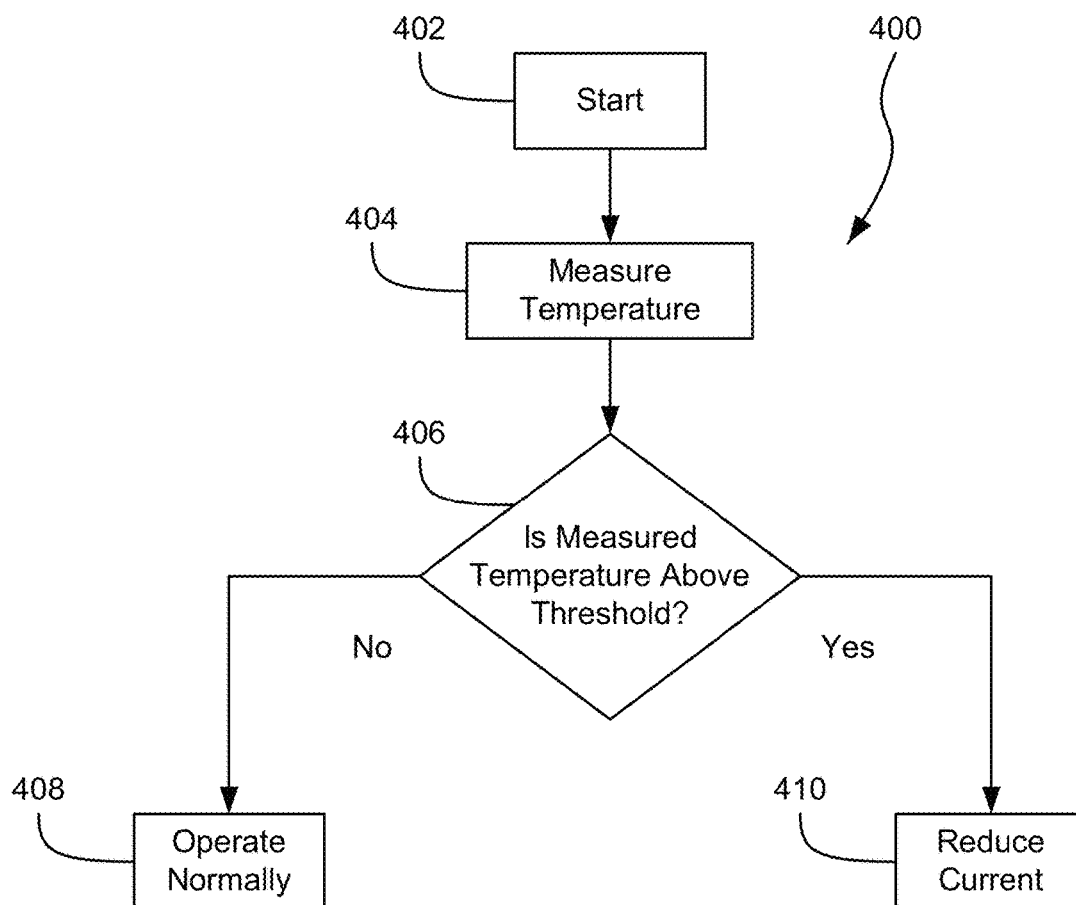 402
400
Start
404
Measure
Temperature
406
Is Measured
Temperature Above
Threshold?
No
Yes
408
Operate
Normally
410
Reduce
Current